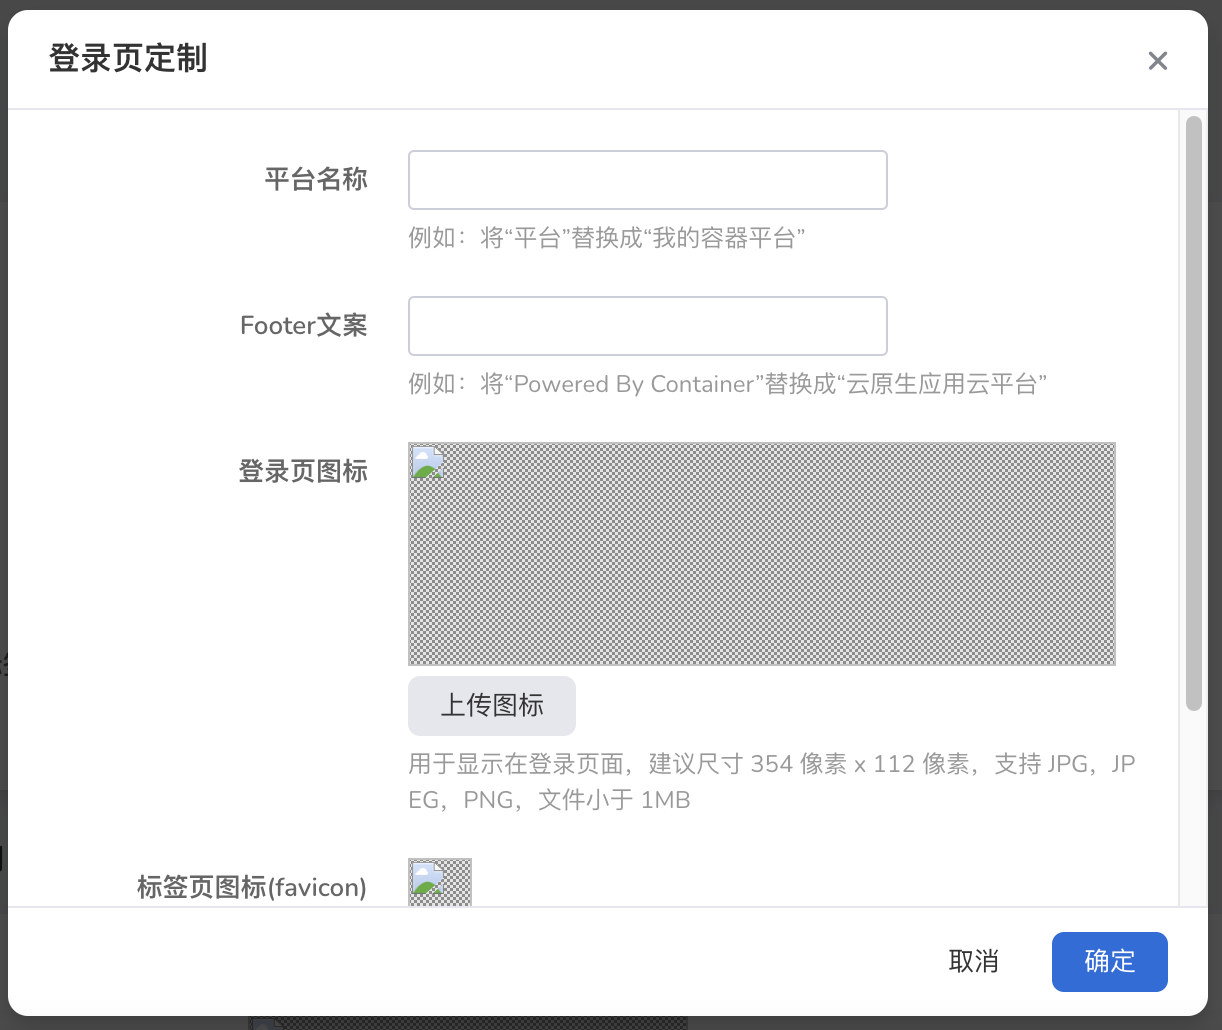 登录页定制
平台名称
例如：将“平台”替换成“我的容器平台”
Footer文案
例如：将“Powered By Container”替换成“云原生应用云平台”
登录页图标
上传图标
用于显示在登录页面，建议尺寸 354 像素 x 112 像素，支持 JPG，JP
EG，PNG，文件小于 1MB
标签页图标(favicon)
取消
确定